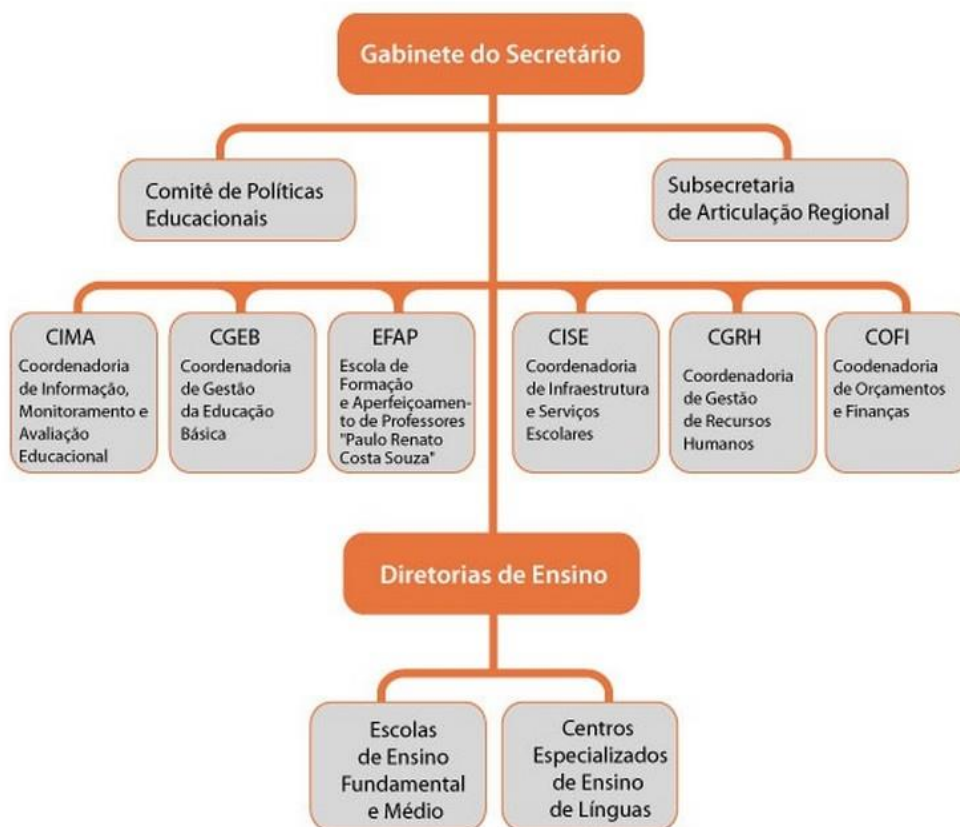 Gabinete do Secretário
Comitê de Políticas
Educacionais
Subsecretaria
de Articulação Regional
CIMA
Coordenadoria
de Informação,
Monitoramento e
Avaliação
Educacional
CGEB
Coordenadoria
de Gestão
da Educação
Básica
EFAP
Escola de
Formação
e Aperfeiçoamen-
to de Professores
"Paulo Renato
Costa Souza"
CISE
Coordenadoria
de Infraestrutura
e Serviços
Escolares
CGRH
Coordenadoria
de Gestão
de Recursos
Humanos
COFI
Coodenadoria
de Orçamentos
e Finanças
Diretorias de Ensino
Escolas
de Ensino
Fundamental
e Médio
Centros
Especializados
de Ensino
de Línguas